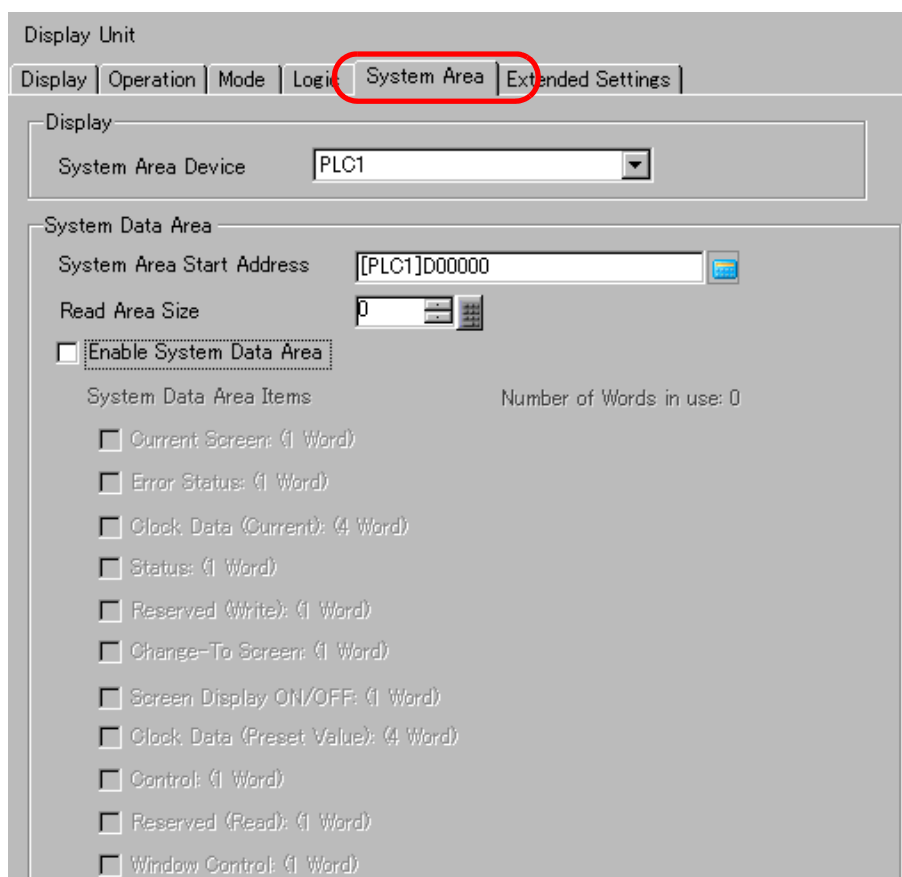 Display Unit
Display Operation Mode Logic System Area Extended Settings
Display
System Area Device PLC1
System Data Area
System Area Start Address [PLC1]D00000
Read Area Size 0
Enable System Data Area
System Data Area Items Number of Words in use: 0
Current Screen: (1 Word)
Error Status: (1 Word)
Clock Data (Current): (4 Word)
Status: (1 Word)
Reserved (Write): (1 Word)
Change-To Screen: (1 Word)
Screen Display ON/OFF: (1 Word)
Clock Data (Preset Value): (4 Word)
Control: (1 Word)
Reserved (Read): (1 Word)
Window Control: (1 Word)